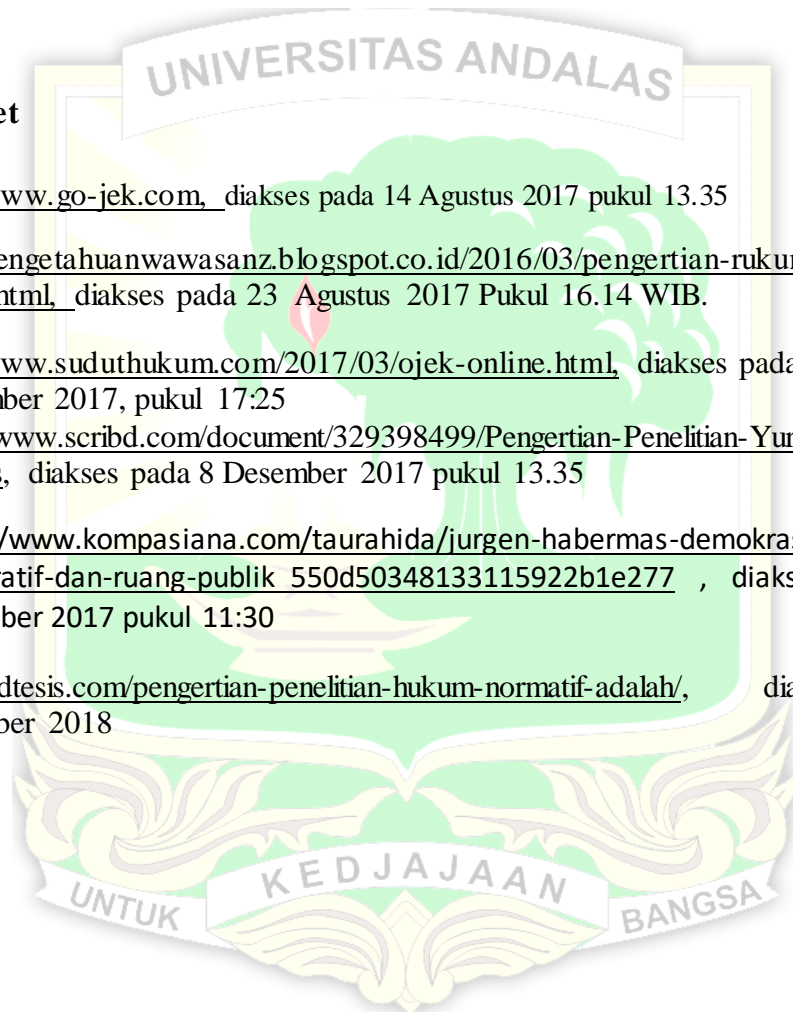 UNIVERSITAS ANDALAS
et
ww.go-jek.com, diakses pada 14 Agustus 2017 pukul 13.35
engetahuanwawasanz.blogspot.co.id/2016/03/pengertian-rukun
html, diakses pada 23 Agustus 2017 Pukul 16.14 WIB.
ww.suduthukum.com/2017/03/ojek-online.html, diakses pada
ber 2017, pukul 17:25
www.scribd.com/document/329398499/Pengertian-Penelitian-Yur
s, diakses pada 8 Desember 2017 pukul 13.35
/www.kompasiana.com/taurahida/jurgen-habermas-demokras
ratif-dan-ruang-publik 550d50348133115922b1e277 , diaks
ber 2017 pukul 11:30
dtesis.com/pengertian-penelitian-hukum-normatif-adalah/, dia
ber 2018
UNTUK KEDJAJAAN BANGSA